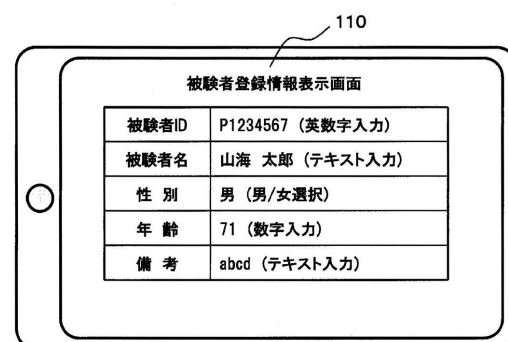 110
被験者登録情報表示画面
被験者ID P1234567 (英数字入力)
被験者名 山海 太郎 (テキスト入力)
性 別 男 (男/女選択)
年 齢 71 (数字入力)
備 考 abcd (テキスト入力)